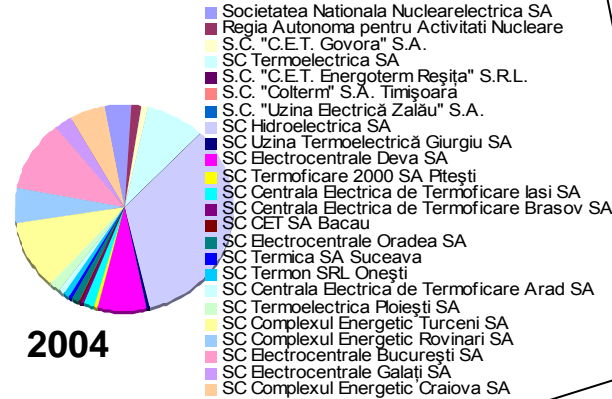 Societatea Nationala Nuclearelectrica SA
Regia Autonoma pentru Activitati Nucleare
S.C. "C.E.T. Govora" S.A.
SC Termoelectrica SA
S.C. "C.E.T. Energoterm Reşiţa" S.R.L.
S.C. "Colterm" S.A. Timişoara
S.C. "Uzina Electrică Zalău" S.A.
SC Hidroelectrica SA
SC Uzina Termoelectrică Giurgiu SA
SC Electrocentrale Deva SA
SC Termoficare 2000 SA Piteşti
SC Centrala Electrica de Termoficare Iasi SA
SC Centrala Electrica de Termoficare Brasov SA
SC CET SA Bacau
SC Electrocentrale Oradea SA
SC Termica SA Suceava
SC Termon SRL Oneşti
SC Centrala Electrica de Termoficare Arad SA
SC Termoelectrica Ploieşti SA
SC Complexul Energetic Turceni SA
SC Complexul Energetic Rovinari SA
SC Electrocentrale Bucureşti SA
SC Electrocentrale Galaţi SA
SC Complexul Energetic Craiova SA
2004